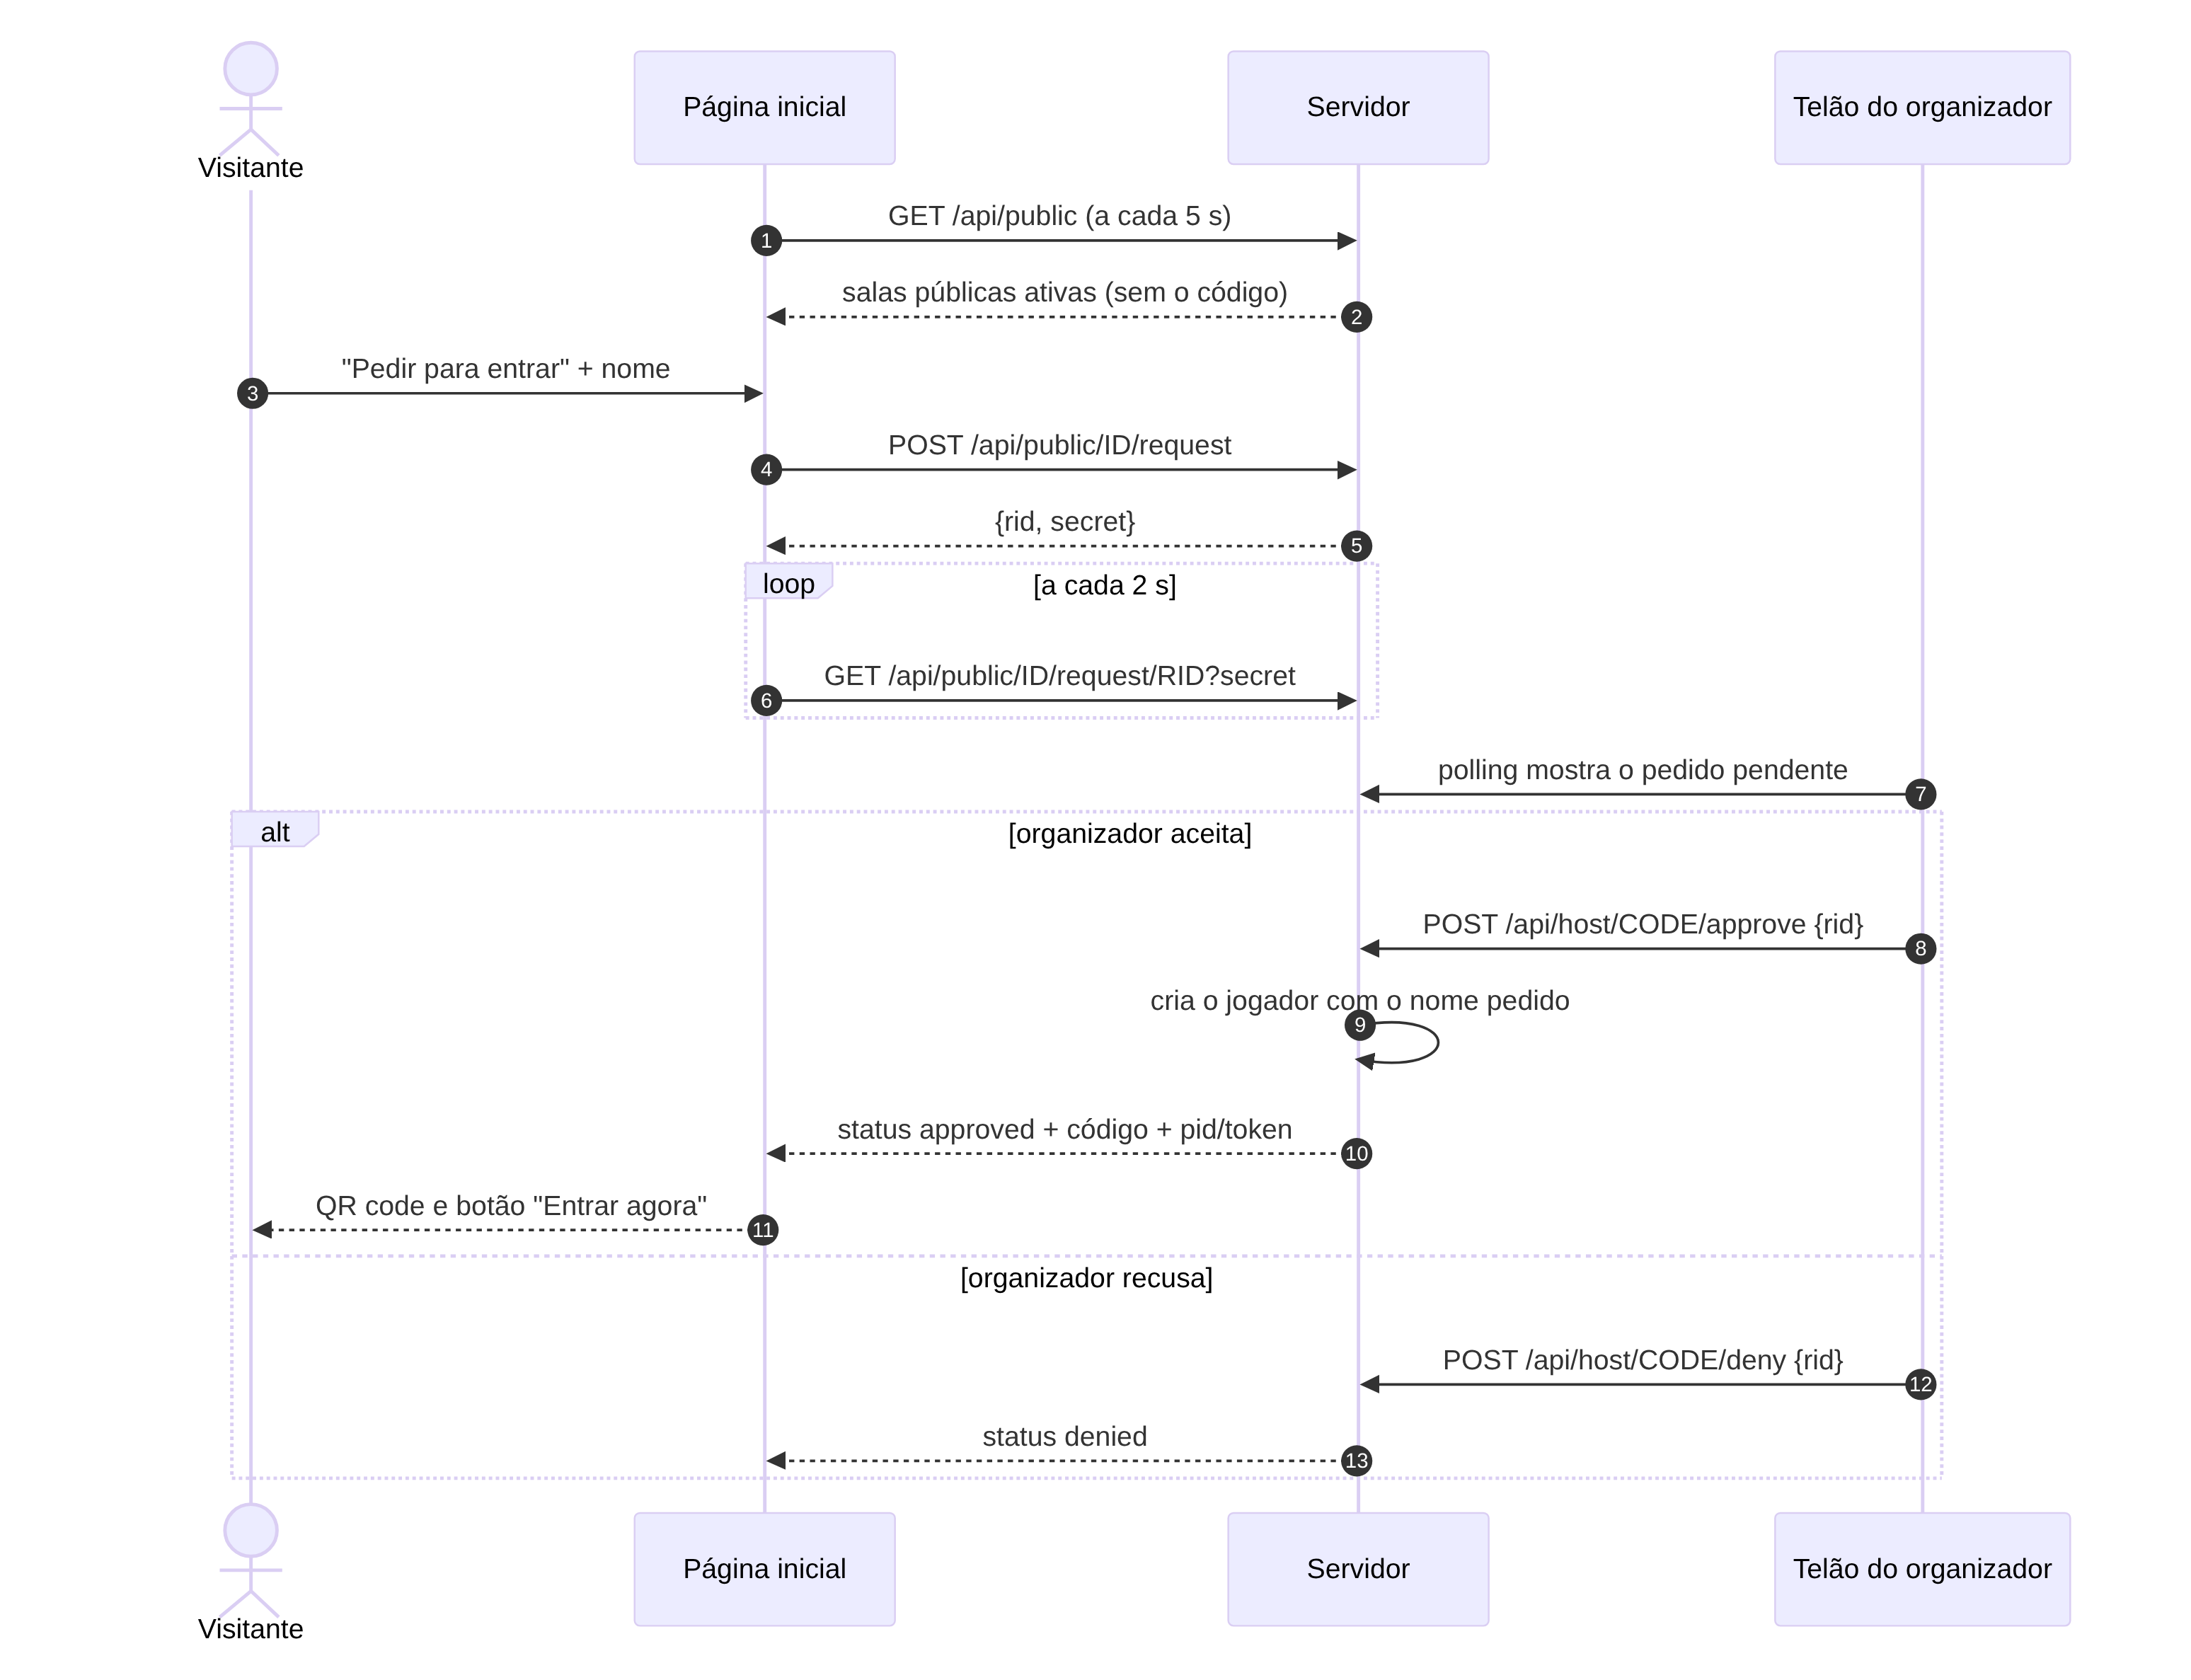 Visitante
Página inicial
Servidor
Telão do organizador
GET /api/public (a cada 5 s)
1
salas públicas ativas (sem o código)
2
"Pedir para entrar" + nome
3
POST /api/public/ID/request
4
{rid, secret}
5
loop
[a cada 2 s]
GET /api/public/ID/request/RID?secret
6
polling mostra o pedido pendente
7
alt
[organizador aceita]
POST /api/host/CODE/approve {rid}
8
cria o jogador com o nome pedido
9
status approved + código + pid/token
10
QR code e botão "Entrar agora"
11
[organizador recusa]
POST /api/host/CODE/deny {rid}
12
status denied
13
Visitante
Página inicial
Servidor
Telão do organizador